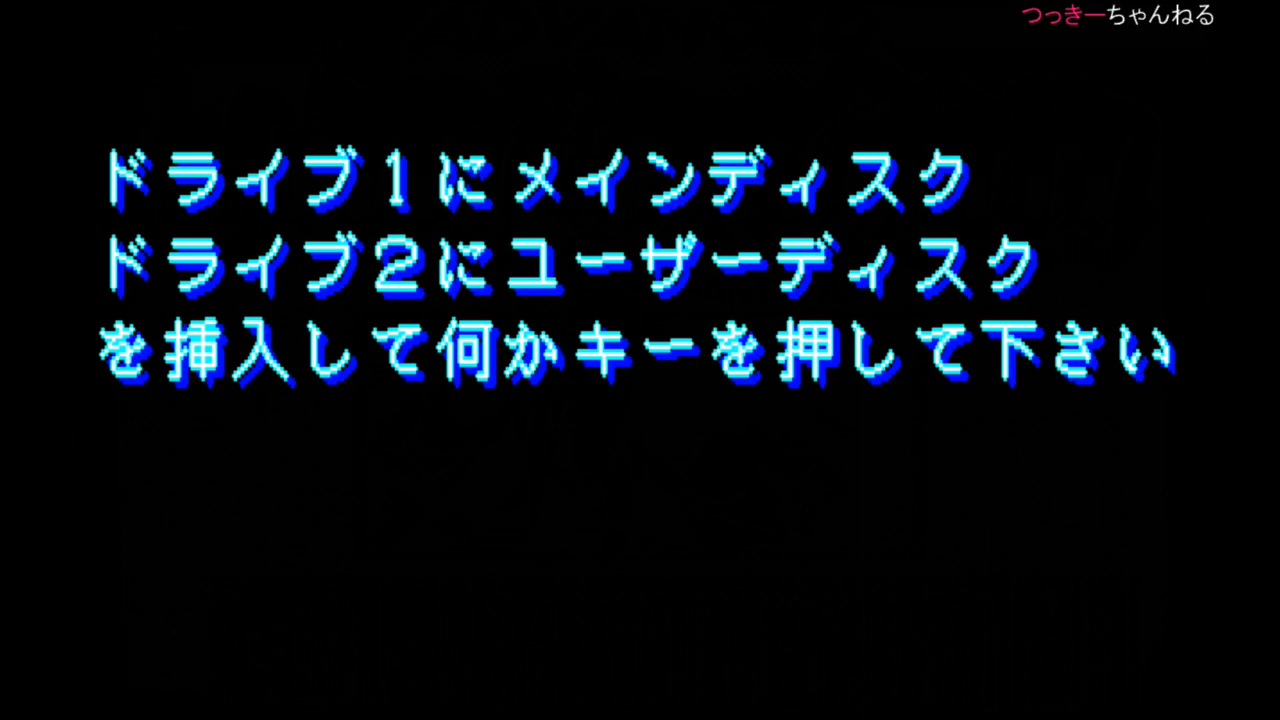 つっきーちゃんねる
ドライブ1にメインディスク
ドライブ2にユーザーディスク
を挿入して何かキーを押して下さい